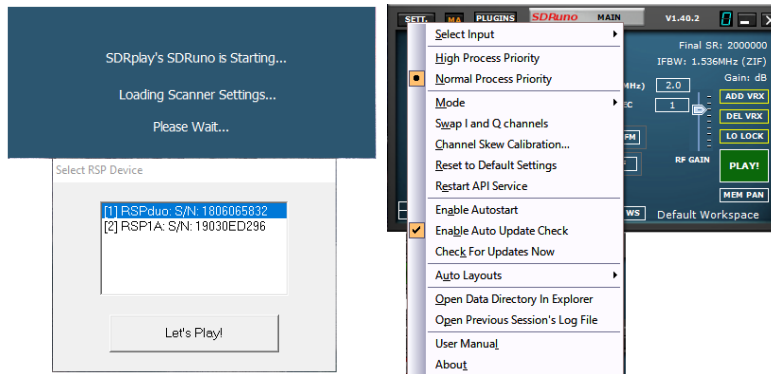 SDRplay's SDRuno is Starting...
Loading Scanner Settings...
Please Wait...
Select RSP Device
[1] RSPduo: S/N: 1806065832
[2] RSP1A: S/N: 19030ED296
Let's Play!
SETT. MA PLUGINS SDRuno MAIN V1.40.2
Select Input
High Process Priority
Normal Process Priority
Mode
Swap I and Q channels
Channel Skew Calibration...
Reset to Default Settings
Restart API Service
Enable Autostart
Enable Auto Update Check
Check For Updates Now
Auto Layouts
Open Data Directory In Explorer
Open Previous Session's Log File
User Manual
About
Final SR: 2000000
IFBW: 1.536MHz (ZIF)
Gain: dB
MHz) 2.0 ADD VRX
EC 1 DEL VRX
FM LO LOCK
RF GAIN PLAY!
MEM PAN
WS Default Workspace